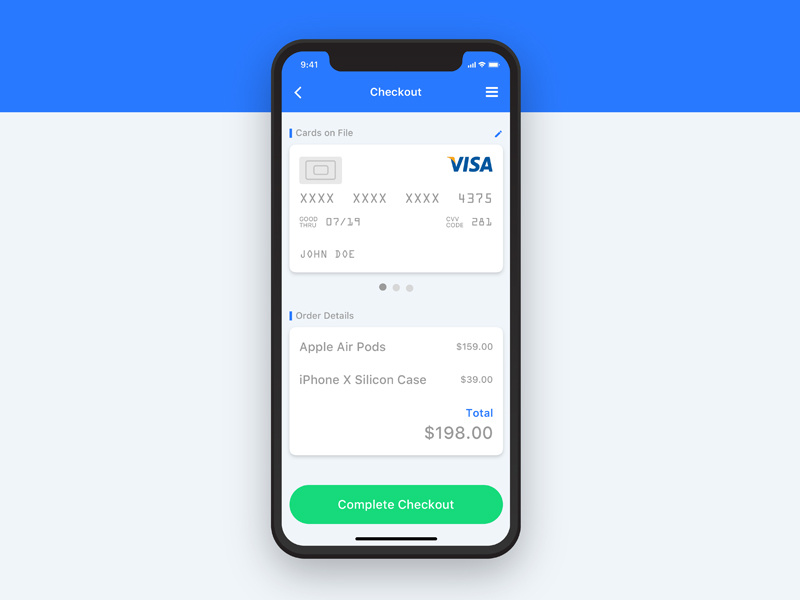 9:41
Checkout
Cards on File
VISA
XXXX XXXX XXXX 4375
GOOD THRU 07/19 CVV CODE 281
JOHN DOE
Order Details
Apple Air Pods $159.00
iPhone X Silicon Case $39.00
Total
$198.00
Complete Checkout